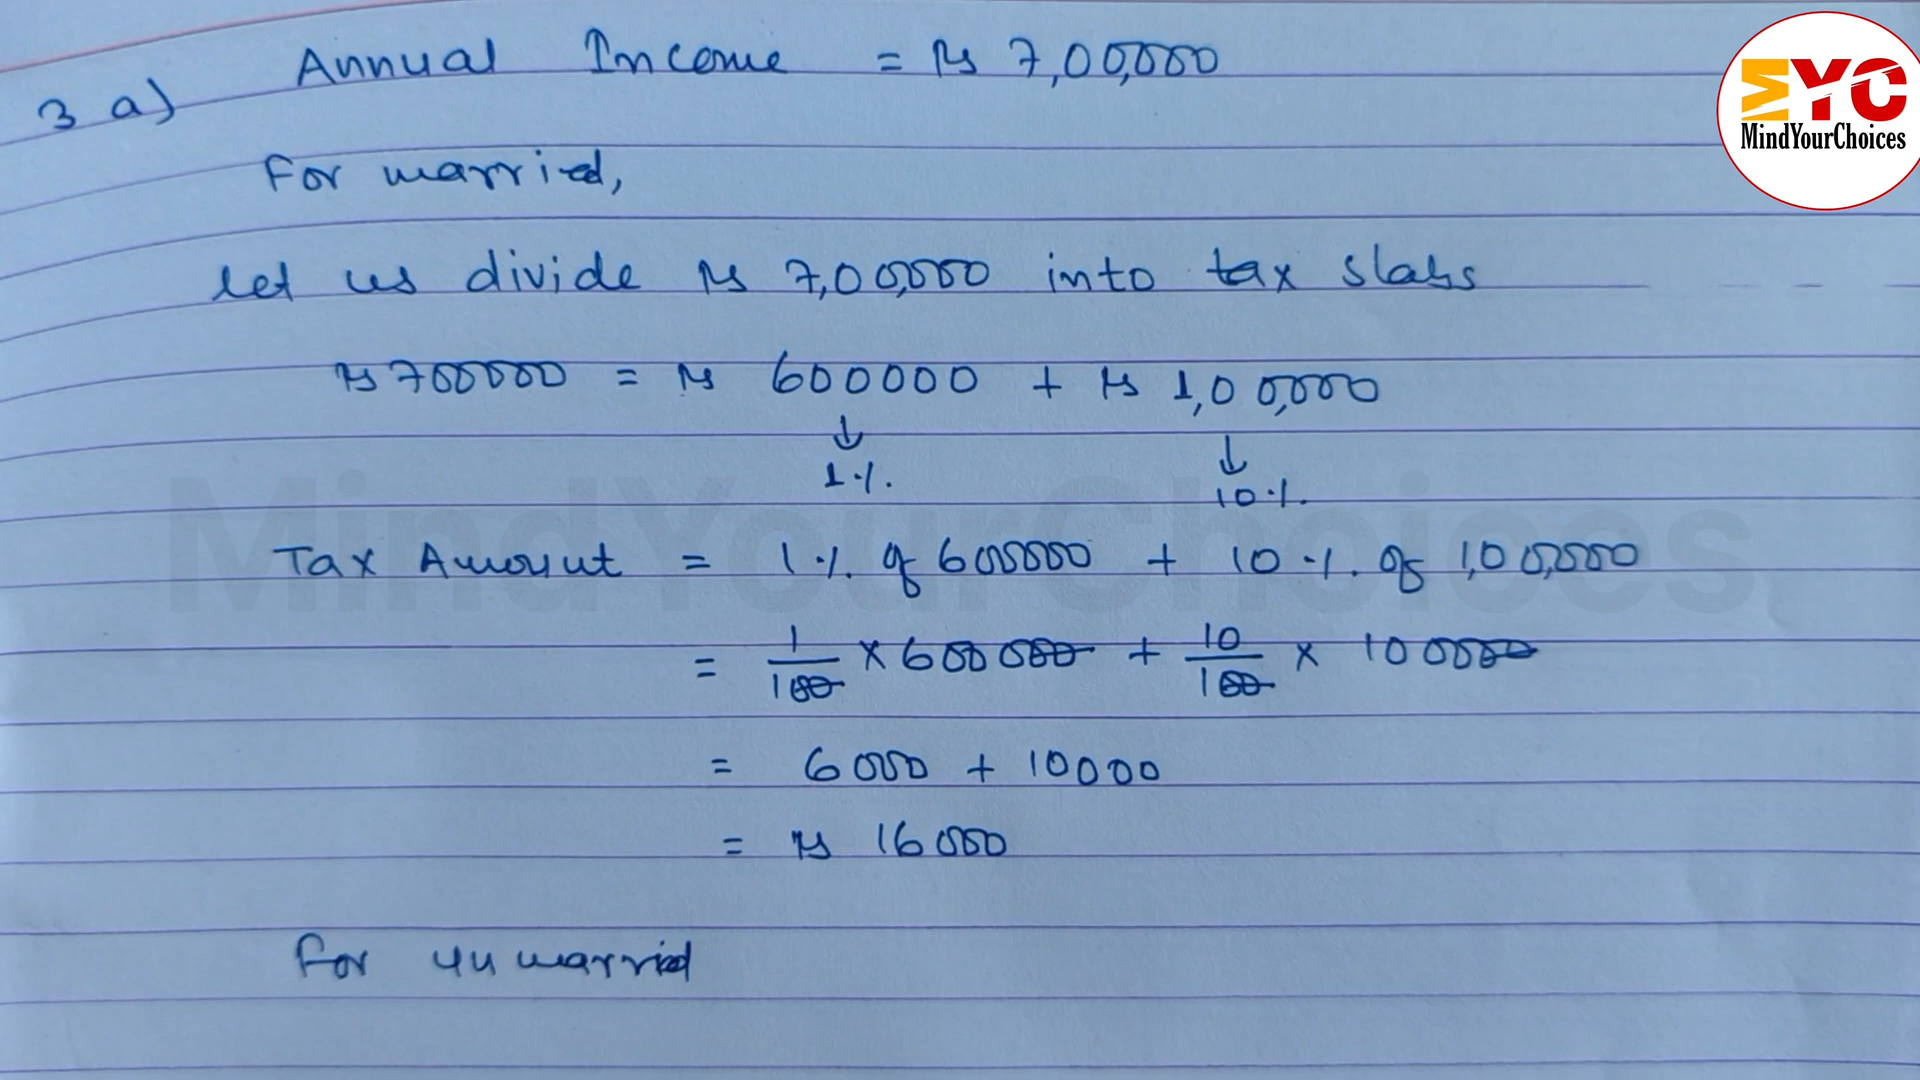 MYC
MindYourChoices
3 a) Annual Income = Rs 7,00,000
For married,
let us divide Rs 7,00,000 into tax slabs
Rs 700000 = Rs 600000 + Rs 1,00,000
↓ ↓
1% 10%
MindYourChoices
Tax Amount = 1% of 600000 + 10% of 1,00,000
= 1/100 × 600000 + 10/100 × 100000
= 6000 + 10000
= Rs 16000
For unmarried